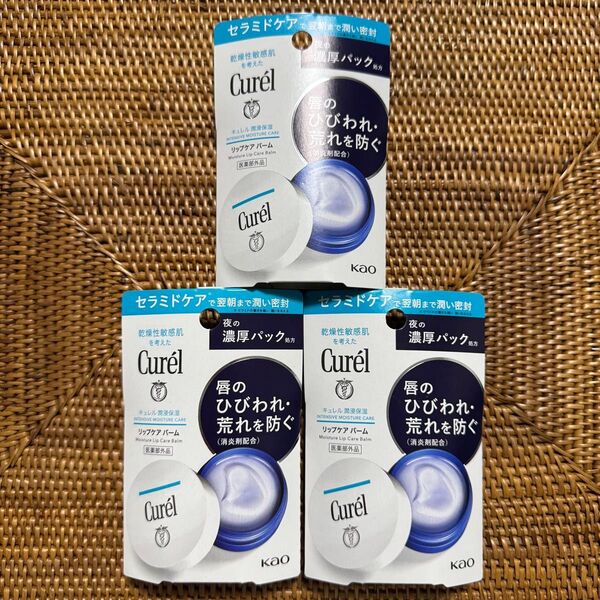 セラミドケアで翌朝まで潤い密封
乾燥性敏感肌
を考えた
Curél
キュレル 潤浸保湿
INTENSIVE MOISTURE CARE
リップケア バーム
Moisture Lip Care Balm
医薬部外品
夜の
濃厚パック処方
唇の
ひびわれ・
荒れを防ぐ
(消炎剤配合)
Curél
Kao
セラミドケアで翌朝まで潤い密封
乾燥性敏感肌
を考えた
Curél
キュレル 潤浸保湿
INTENSIVE MOISTURE CARE
リップケア バーム
Moisture Lip Care Balm
医薬部外品
夜の
濃厚パック処方
唇の
ひびわれ・
荒れを防ぐ
(消炎剤配合)
Curél
Kao
セラミドケアで翌朝まで潤い密封
乾燥性敏感肌
を考えた
Curél
キュレル 潤浸保湿
INTENSIVE MOISTURE CARE
リップケア バーム
Moisture Lip Care Balm
医薬部外品
夜の
濃厚パック処方
唇の
ひびわれ・
荒れを防ぐ
(消炎剤配合)
Curél
Kao